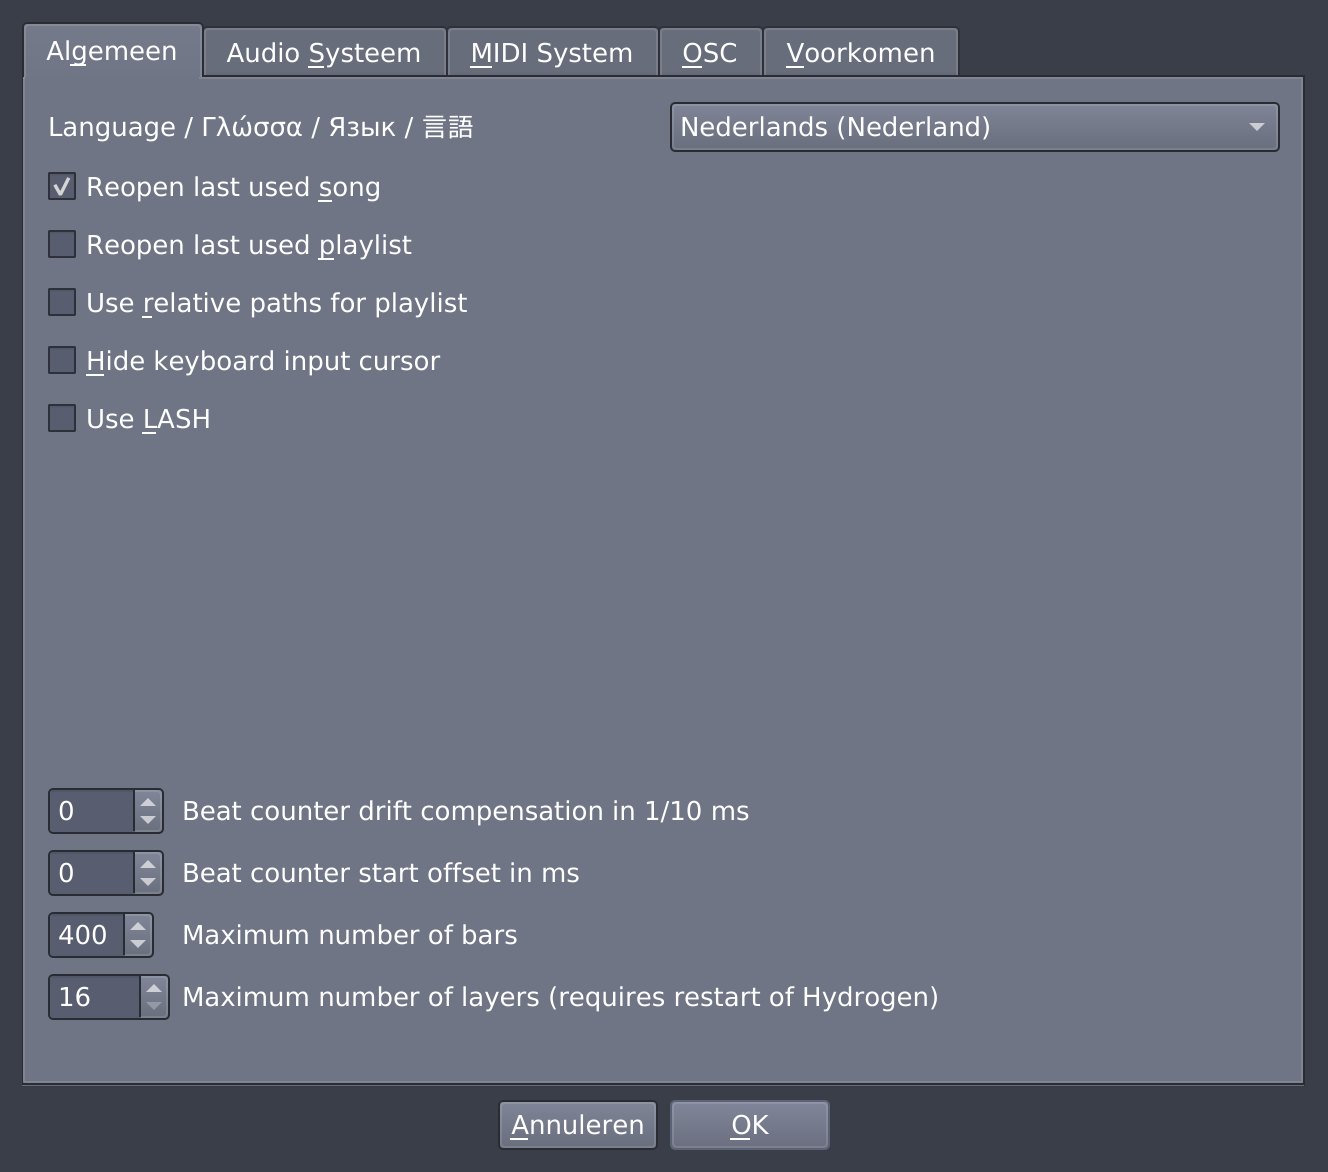 Algemeen Audio Systeem MIDI System OSC Voorkomen
Language / Γλώσσα / Язык / 言語 Nederlands (Nederland)
Reopen last used song
Reopen last used playlist
Use relative paths for playlist
Hide keyboard input cursor
Use LASH
0 Beat counter drift compensation in 1/10 ms
0 Beat counter start offset in ms
400 Maximum number of bars
16 Maximum number of layers (requires restart of Hydrogen)
Annuleren OK